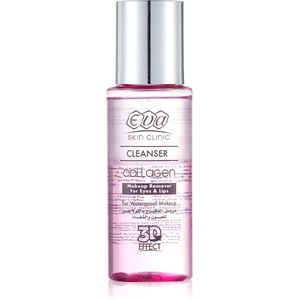 Eva
SKIN CLINIC
CLEANSER
collagen
Makeup Remover
For Eyes & Lips
For Waterproof Makeup
3D
EFFECT